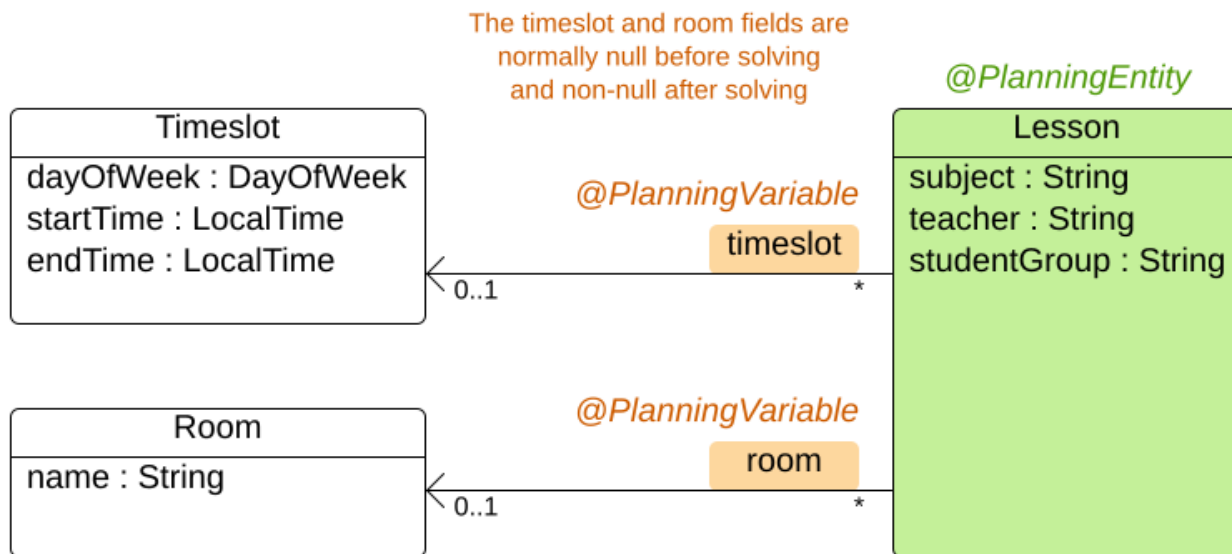 The timeslot and room fields are
normally null before solving
and non-null after solving
@PlanningEntity
Timeslot
dayOfWeek : DayOfWeek
startTime : LocalTime
endTime : LocalTime
@PlanningVariable
timeslot
0..1
*
Lesson
subject : String
teacher : String
studentGroup : String
Room
name : String
@PlanningVariable
room
0..1
*